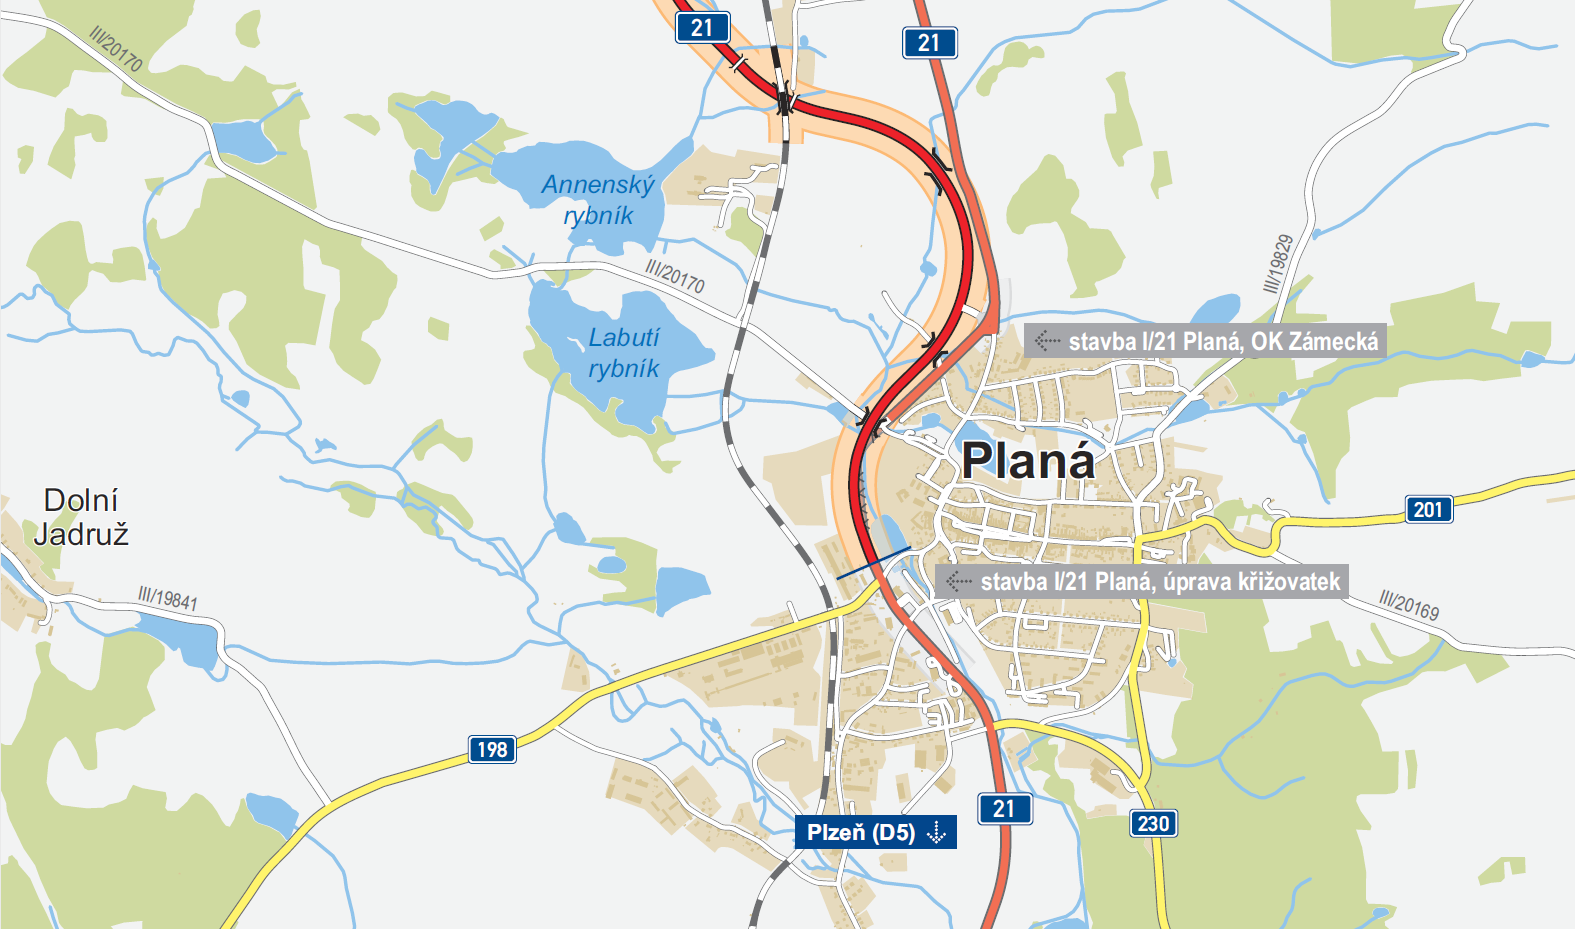 21
21
III/20170
Annenský
rybník
III/20170
III/19829
Labutí
rybník
stavba I/21 Planá, OK Zámecká
Planá
Dolní
Jadruž
201
stavba I/21 Planá, úprava křižovatek
III/19841
III/20169
198
21
230
Plzeň (D5)